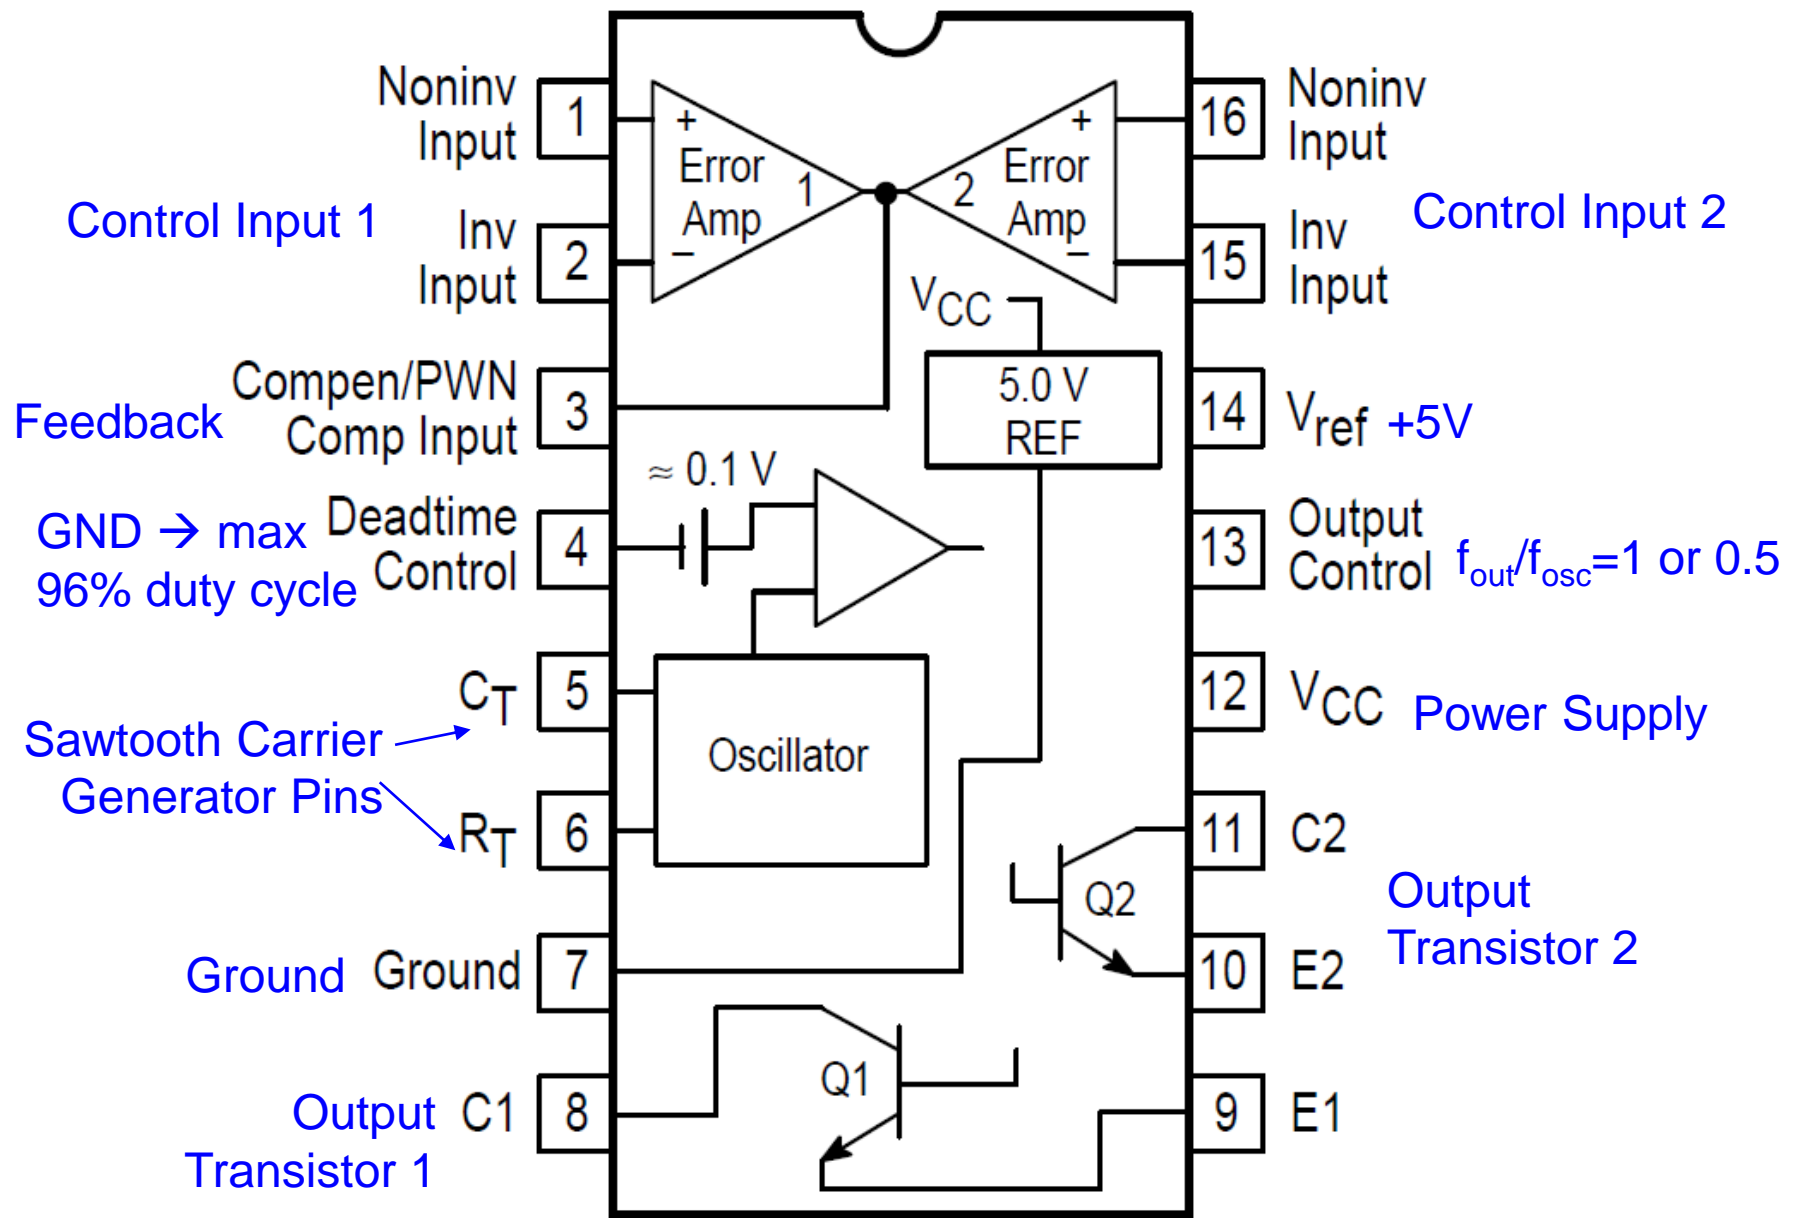 Noninv
Input
1
+
Error
Amp
1
−
Control Input 1
Inv
Input
2
Compen/PWN
Comp Input
3
Feedback
≈ 0.1 V
GND → max
96% duty cycle
Deadtime
Control
4
CT
5
Sawtooth Carrier
Generator Pins
Oscillator
RT
6
Ground Ground
7
Output
Transistor 1
C1
8
Q1
16
Noninv
Input
+
2
Error
Amp
−
Control Input 2
15
Inv
Input
VCC
5.0 V
REF
14
Vref +5V
13
Output
Control
fout/fosc=1 or 0.5
12
VCC Power Supply
11
C2
Q2
Output
Transistor 2
10
E2
9
E1